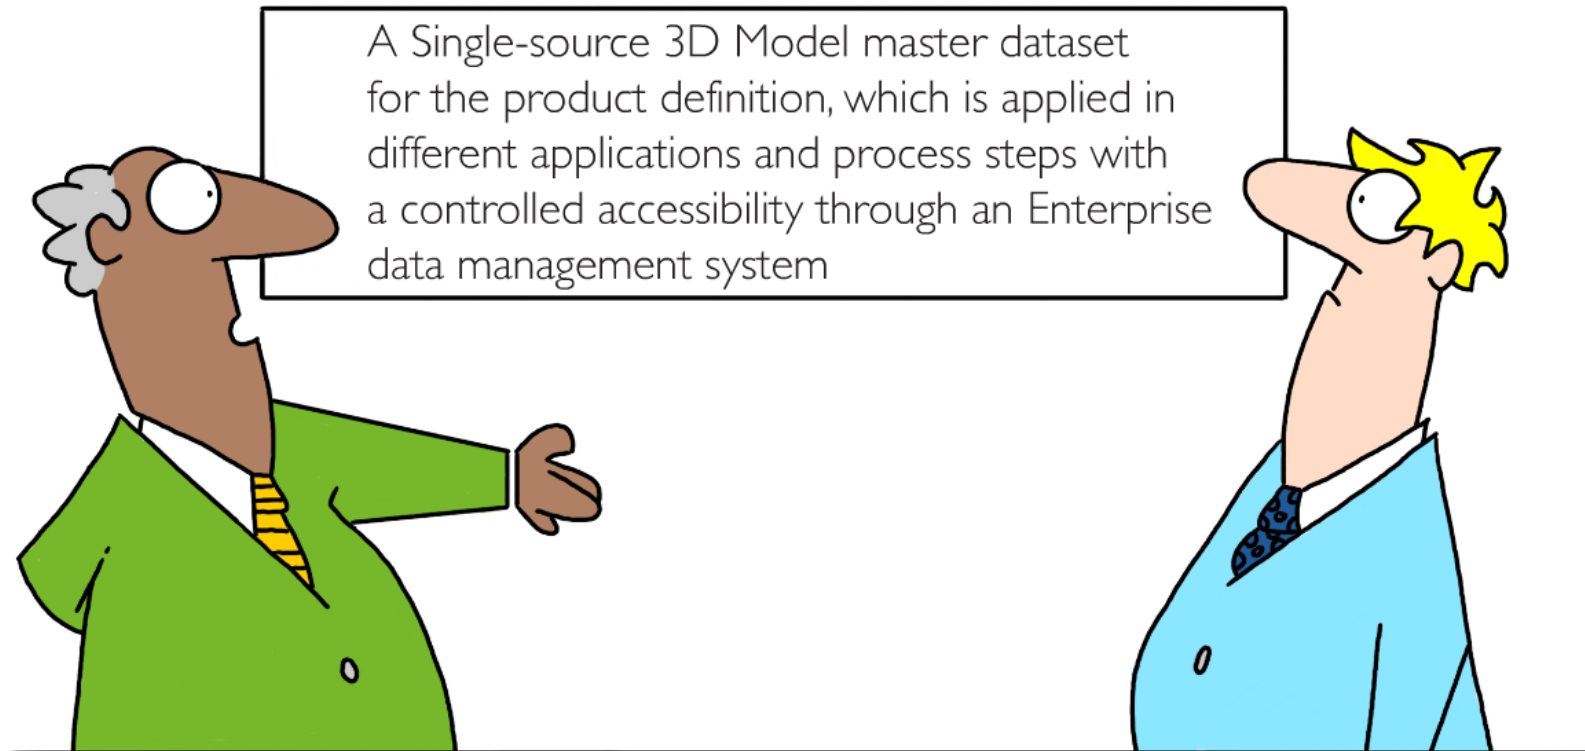 A Single-source 3D Model master dataset
for the product definition, which is applied in
different applications and process steps with
a controlled accessibility through an Enterprise
data management system